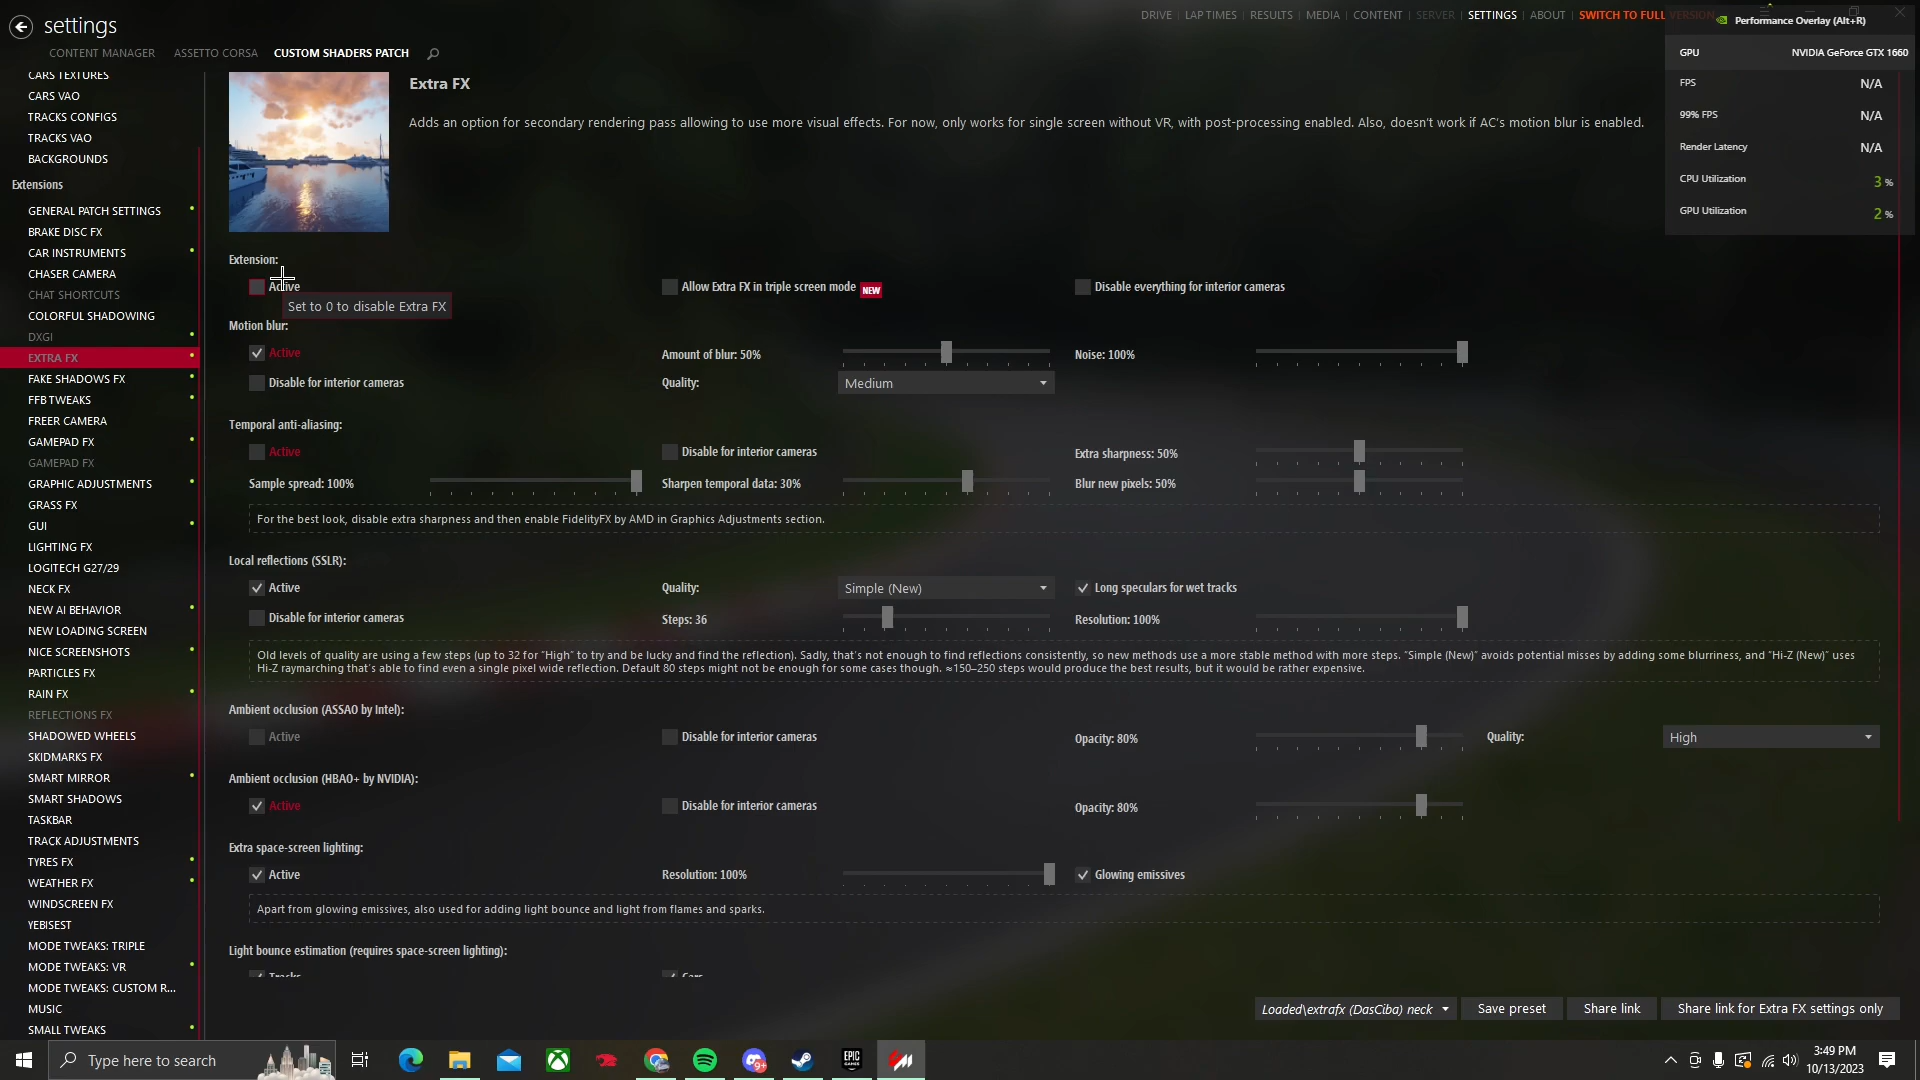 settings
DRIVE | LAP TIMES | RESULTS | MEDIA | CONTENT | SERVER | SETTINGS | ABOUT | SWITCH TO FULL VERSION
Performance Overlay (Alt+R)
CONTENT MANAGER ASSETTO CORSA CUSTOM SHADERS PATCH
GPU NVIDIA GeForce GTX 1660
FPS N/A
99% FPS N/A
Render Latency N/A
CPU Utilization 3 %
GPU Utilization 2 %
CARS TEXTURES
CARS VAO
TRACKS CONFIGS
TRACKS VAO
BACKGROUNDS
Extensions
GENERAL PATCH SETTINGS
BRAKE DISC FX
CAR INSTRUMENTS
CHASER CAMERA
CHAT SHORTCUTS
COLORFUL SHADOWING
DXGI
EXTRA FX
FAKE SHADOWS FX
FFB TWEAKS
FREER CAMERA
GAMEPAD FX
GAMEPAD FX
GRAPHIC ADJUSTMENTS
GRASS FX
GUI
LIGHTING FX
LOGITECH G27/29
NECK FX
NEW AI BEHAVIOR
NEW LOADING SCREEN
NICE SCREENSHOTS
PARTICLES FX
RAIN FX
REFLECTIONS FX
SHADOWED WHEELS
SKIDMARKS FX
SMART MIRROR
SMART SHADOWS
TASKBAR
TRACK ADJUSTMENTS
TYRES FX
WEATHER FX
WINDSCREEN FX
YEBISEST
MODE TWEAKS: TRIPLE
MODE TWEAKS: VR
MODE TWEAKS: CUSTOM R...
MUSIC
SMALL TWEAKS
Extra FX
Adds an option for secondary rendering pass allowing to use more visual effects. For now, only works for single screen without VR, with post-processing enabled. Also, doesn't work if AC's motion blur is enabled.
Extension:
Active Allow Extra FX in triple screen mode NEW Disable everything for interior cameras
Set to 0 to disable Extra FX
Motion blur:
Active Amount of blur: 50% Noise: 100%
Disable for interior cameras Quality: Medium
Temporal anti-aliasing:
Active Disable for interior cameras Extra sharpness: 50%
Sample spread: 100% Sharpen temporal data: 30% Blur new pixels: 50%
For the best look, disable extra sharpness and then enable FidelityFX by AMD in Graphics Adjustments section.
Local reflections (SSLR):
Active Quality: Simple (New) Long speculars for wet tracks
Disable for interior cameras Steps: 36 Resolution: 100%
Old levels of quality are using a few steps (up to 32 for “High” to try and be lucky and find the reflection). Sadly, that's not enough to find reflections consistently, so new methods use a more stable method with more steps. “Simple (New)” avoids potential misses by adding some blurriness, and “Hi-Z (New)” uses
Hi-Z raymarching that's able to find even a single pixel wide reflection. Default 80 steps might not be enough for some cases though. ≈150–250 steps would produce the best results, but it would be rather expensive.
Ambient occlusion (ASSAO by Intel):
Active Disable for interior cameras Opacity: 80% Quality: High
Ambient occlusion (HBAO+ by NVIDIA):
Active Disable for interior cameras Opacity: 80%
Extra space-screen lighting:
Active Resolution: 100% Glowing emissives
Apart from glowing emissives, also used for adding light bounce and light from flames and sparks.
Light bounce estimation (requires space-screen lighting):
Tracks Cars
Loaded\extrafx (DasCiba) neck Save preset Share link Share link for Extra FX settings only
Type here to search
9+
EPIC GAMES
3:49 PM
10/13/2023